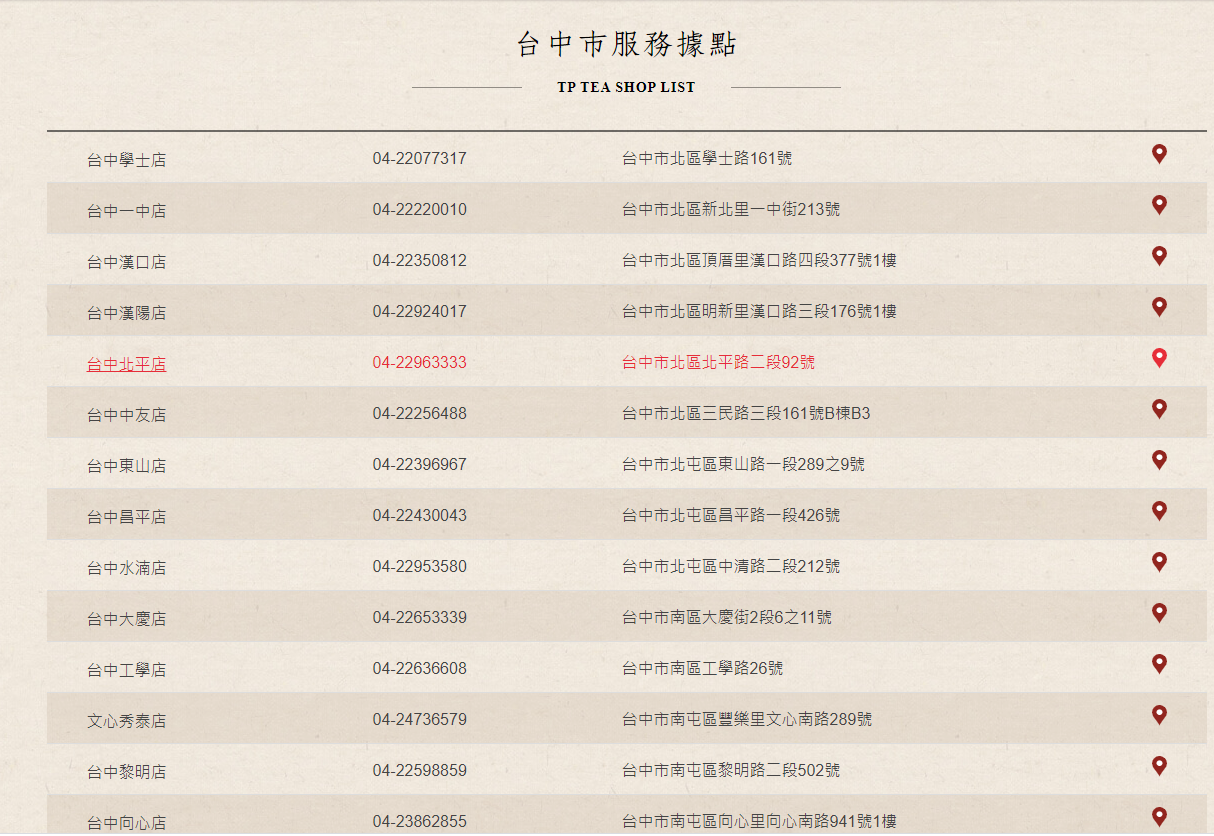 台中市服務據點
TP TEA SHOP LIST
台中學士店 04-22077317 台中市北區學士路161號
台中一中店 04-22220010 台中市北區新北里一中街213號
台中漢口店 04-22350812 台中市北區頂厝里漢口路四段377號1樓
台中漢陽店 04-22924017 台中市北區明新里漢口路三段176號1樓
台中北平店 04-22963333 台中市北區北平路二段92號
台中中友店 04-22256488 台中市北區三民路三段161號B棟B3
台中東山店 04-22396967 台中市北屯區東山路一段289之9號
台中昌平店 04-22430043 台中市北屯區昌平路一段426號
台中水湳店 04-22953580 台中市北屯區中清路二段212號
台中大慶店 04-22653339 台中市南區大慶街2段6之11號
台中工學店 04-22636608 台中市南區工學路26號
文心秀泰店 04-24736579 台中市南屯區豐樂里文心南路289號
台中黎明店 04-22598859 台中市南屯區黎明路二段502號
台中向心店 04-23862855 台中市南屯區向心里向心南路941號1樓